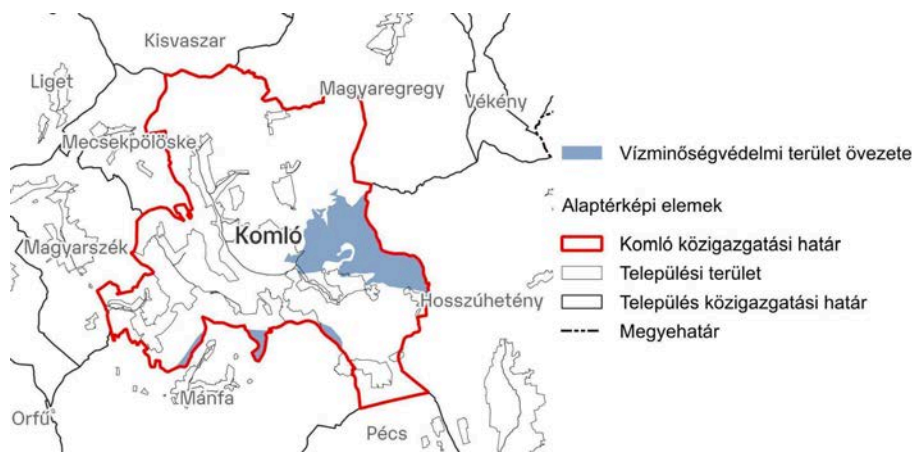 Kisvaszar
Liget
Magyaregregy
Vékény
Mecsekpölöske
Komló
Magyarszék
Hosszúhetény
Mánfa
Orfű
Pécs
Vízminőségvédelmi terület övezete
Alaptérképi elemek
Komló közigazgatási határ
Települési terület
Település közigazgatási határ
Megyehatár